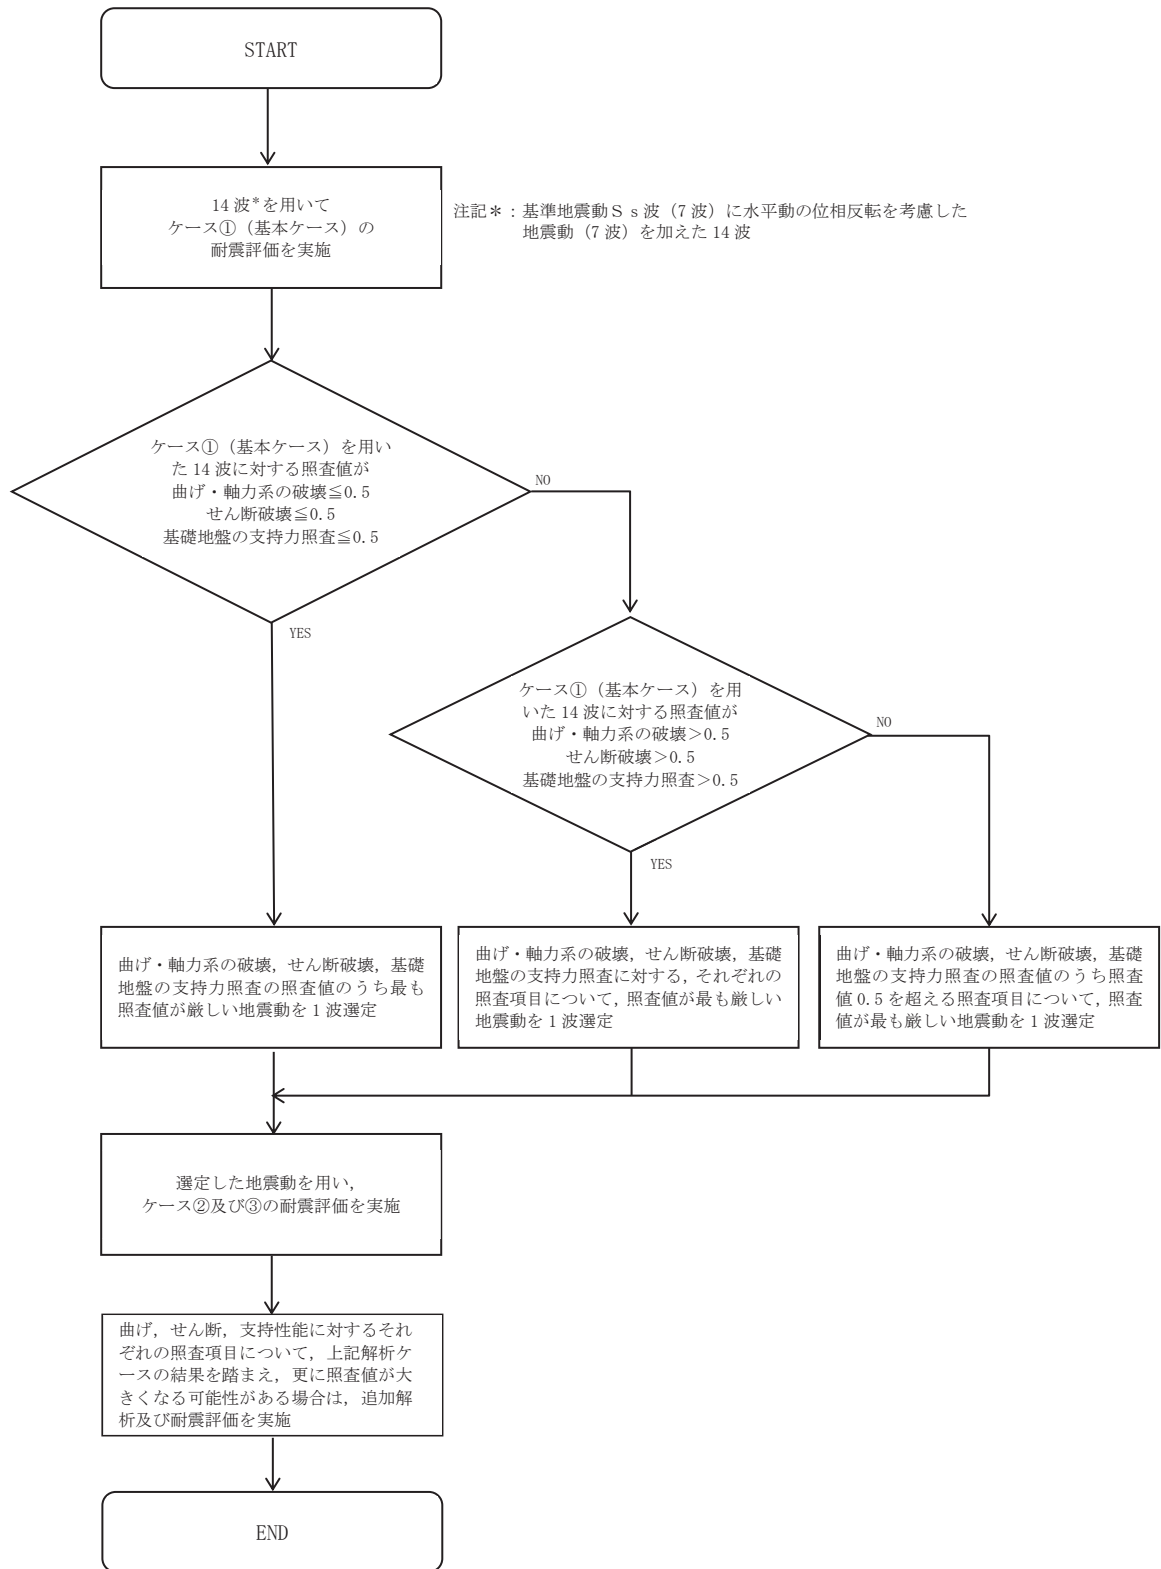 START
14 波*を用いて
ケース①（基本ケース）の
耐震評価を実施
注記＊：基準地震動Ｓｓ波（7 波）に水平動の位相反転を考慮した
地震動（7 波）を加えた 14 波
ケース①（基本ケース）を用い
た 14 波に対する照査値が
曲げ・軸力系の破壊≦0.5
せん断破壊≦0.5
基礎地盤の支持力照査≦0.5
NO
YES
ケース①（基本ケース）を用
いた 14 波に対する照査値が
曲げ・軸力系の破壊＞0.5
せん断破壊＞0.5
基礎地盤の支持力照査＞0.5
NO
YES
曲げ・軸力系の破壊，せん断破壊，基礎
地盤の支持力照査の照査値のうち最も
照査値が厳しい地震動を 1 波選定
曲げ・軸力系の破壊，せん断破壊，基礎
地盤の支持力照査に対する，それぞれの
照査項目について，照査値が最も厳しい
地震動を 1 波選定
曲げ・軸力系の破壊，せん断破壊，基礎
地盤の支持力照査の照査値のうち照査
値 0.5 を超える照査項目について，照査
値が最も厳しい地震動を 1 波選定
選定した地震動を用い，
ケース②及び③の耐震評価を実施
曲げ，せん断，支持性能に対するそれ
ぞれの照査項目について，上記解析ケ
ースの結果を踏まえ，更に照査値が大
きくなる可能性がある場合は，追加解
析及び耐震評価を実施
END